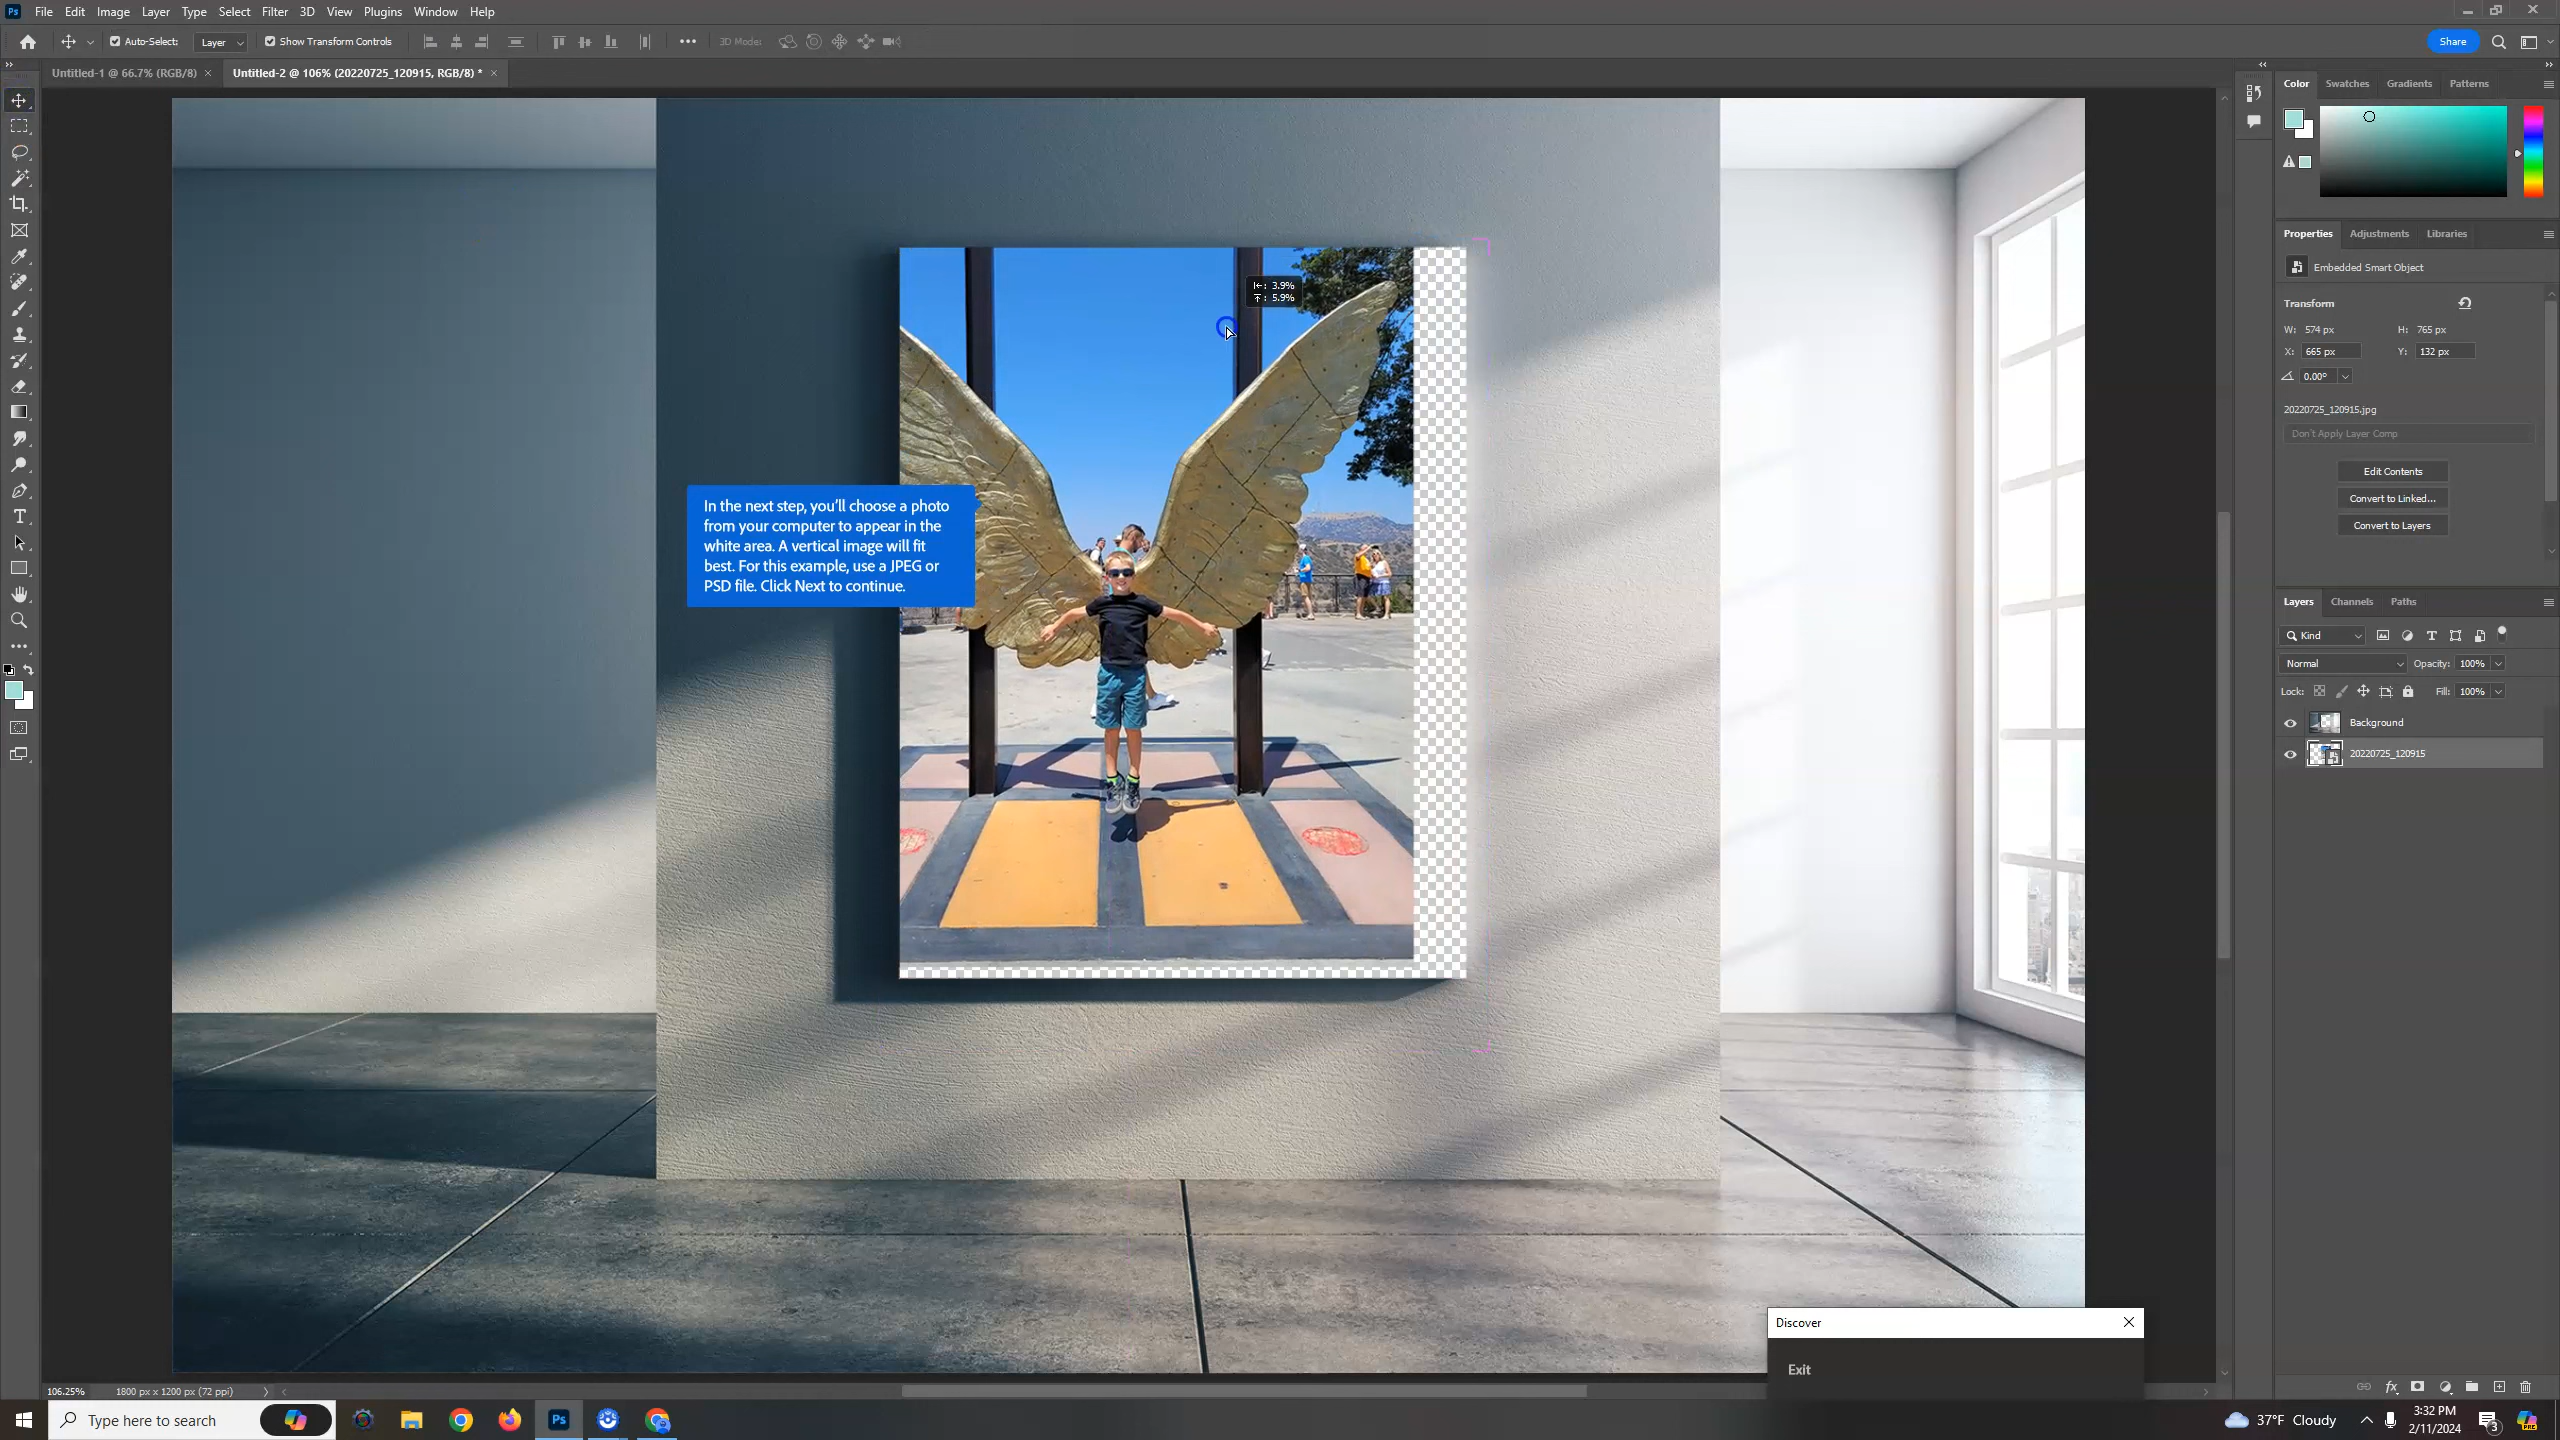 Ps File Edit Image Layer Type Select Filter 3D View Plugins Window Help
Auto-Select: Layer Show Transform Controls 3D Mode: Share
Untitled-1 @ 66.7% (RGB/8) × Untitled-2 @ 106% (20220725_120915, RGB/8) * ×
Color Swatches Gradients Patterns
Properties Adjustments Libraries
Embedded Smart Object
Transform
W: 574 px H: 765 px
X: 665 px Y: 132 px
0.00°
20220725_120915.jpg
Don't Apply Layer Comp
Edit Contents
Convert to Linked...
Convert to Layers
Layers Channels Paths
Kind
Normal Opacity: 100%
Lock: Fill: 100%
Background
20220725_120915
: 3.9%
: 5.9%
In the next step, you'll choose a photo
from your computer to appear in the
white area. A vertical image will fit
best. For this example, use a JPEG or
PSD file. Click Next to continue.
Discover
Exit
106.25% 1800 px x 1200 px (72 ppi)
Type here to search
Ps
37°F Cloudy
3:32 PM
2/11/2024
3